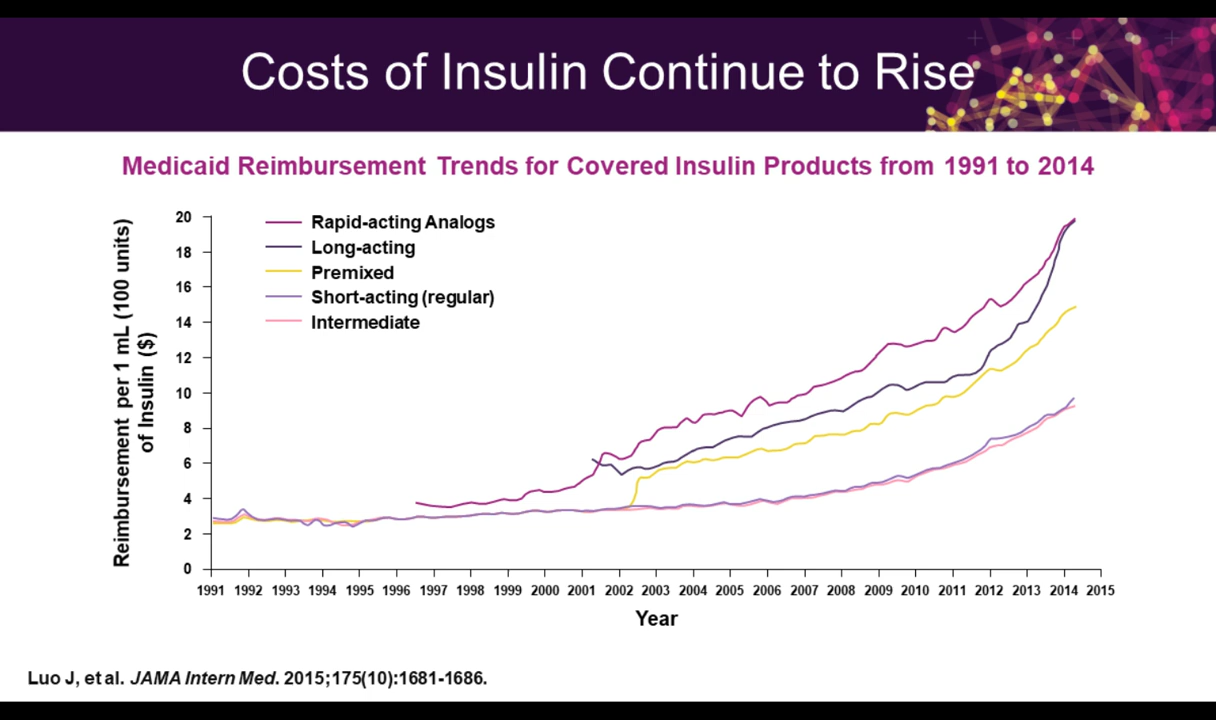 Costs of Insulin Continue to Rise
Medicaid Reimbursement Trends for Covered Insulin Products from 1991 to 2014
Reimbursement per 1 mL (100 units)
of Insulin ($)
20
18
16
14
12
10
8
6
4
2
0
Rapid-acting Analogs
Long-acting
Premixed
Short-acting (regular)
Intermediate
1991 1992 1993 1994 1995 1996 1997 1998 1999 2000 2001 2002 2003 2004 2005 2006 2007 2008 2009 2010 2011 2012 2013 2014 2015
Year
Luo J, et al. JAMA Intern Med. 2015;175(10):1681-1686.